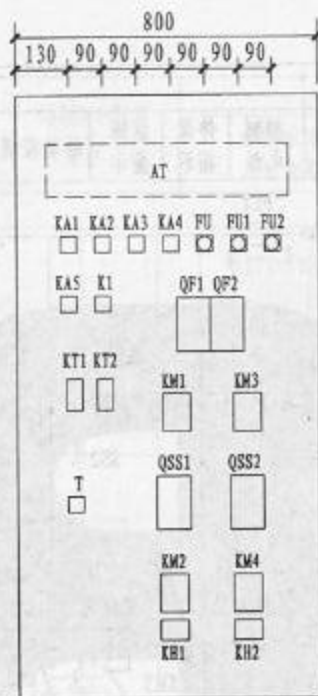 800
130 90 90 90 90 90 90
AT
KA1 KA2 KA3 KA4 FU FU1 FU2
KA5 K1
QF1 QF2
KT1 KT2
KM1 KM3
QSS1 QSS2
T
KM2 KM4
KH1 KH2